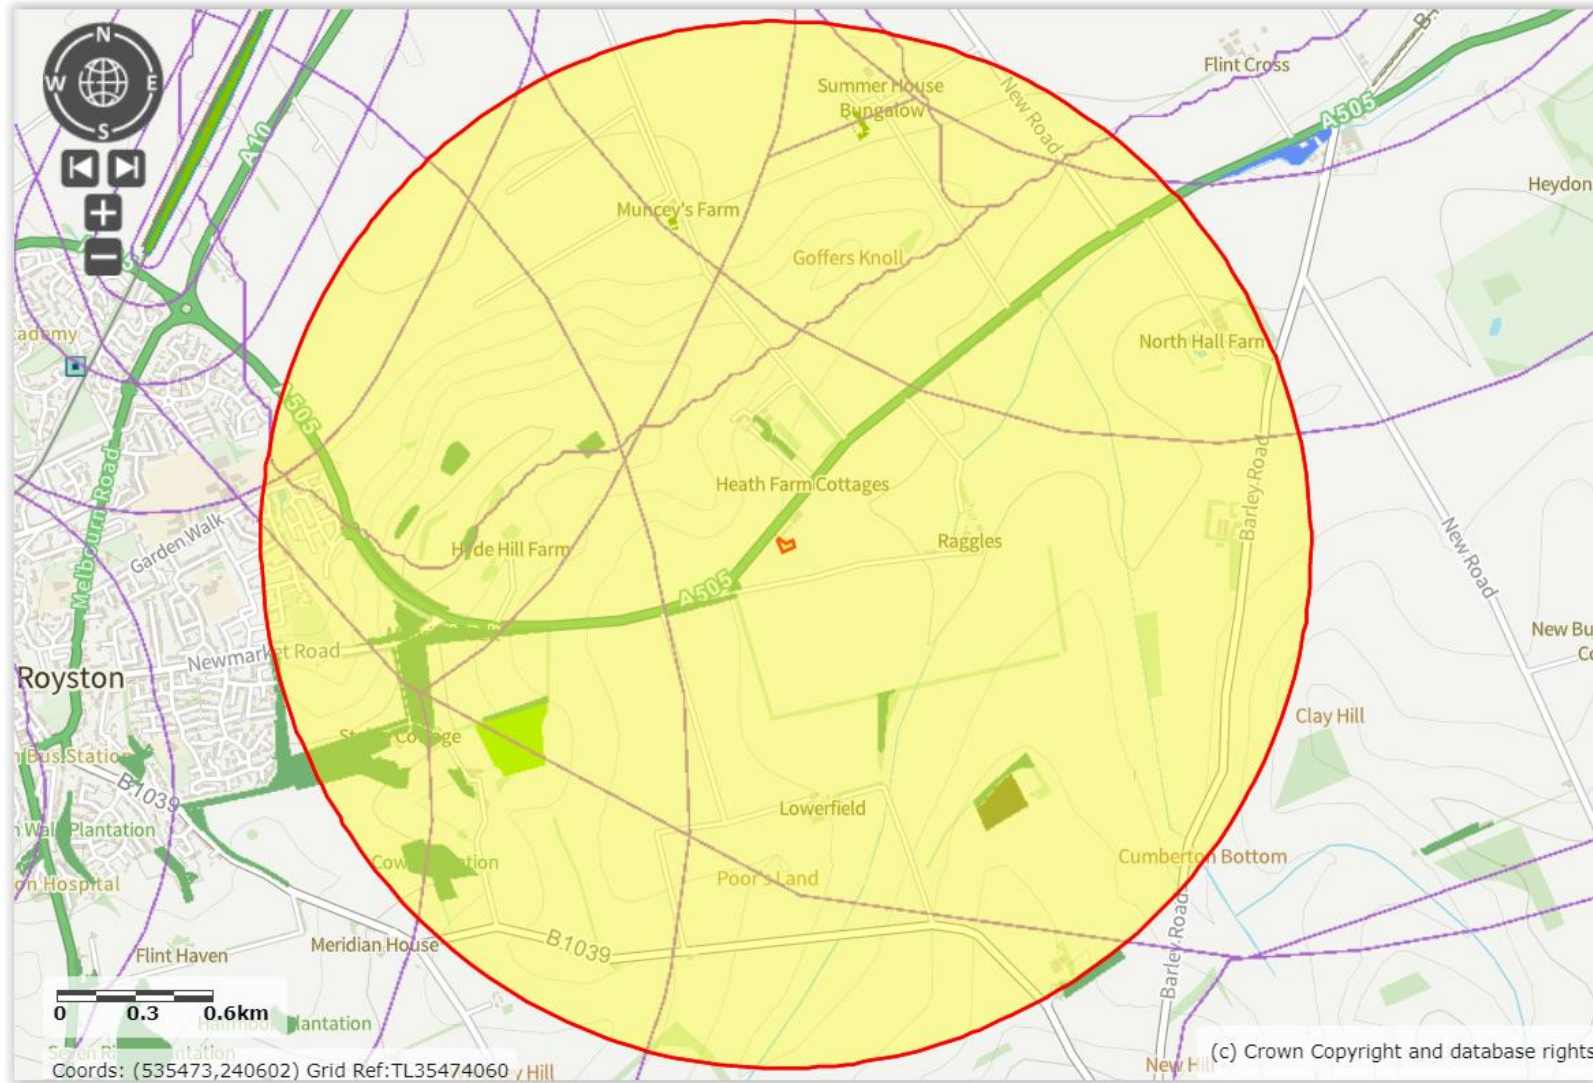 N
W
E
S
A10
Flint Cross
A505
Summer House
Bungalow
New Road
Heydon
Muncey's Farm
Goffers Knoll
North Hall Farm
cademy
A505
Melbourn Road
Garden Walk
Heath Farm Cottages
Barley Road
Hyde Hill Farm
Raggles
New Road
A505
Newmarket Road
Royston
New Bu
Clay Hill
Bus Station
B1039
Lowerfield
Plantation
Cumberton Bottom
Poor's Land
on Hospital
Flint Haven
Meridian House
B1039
Barley Road
0 0.3 0.6km
Plantation
Coords: (535473,240602) Grid Ref:TL35474060
Hill
New Hill
(c) Crown Copyright and database rights